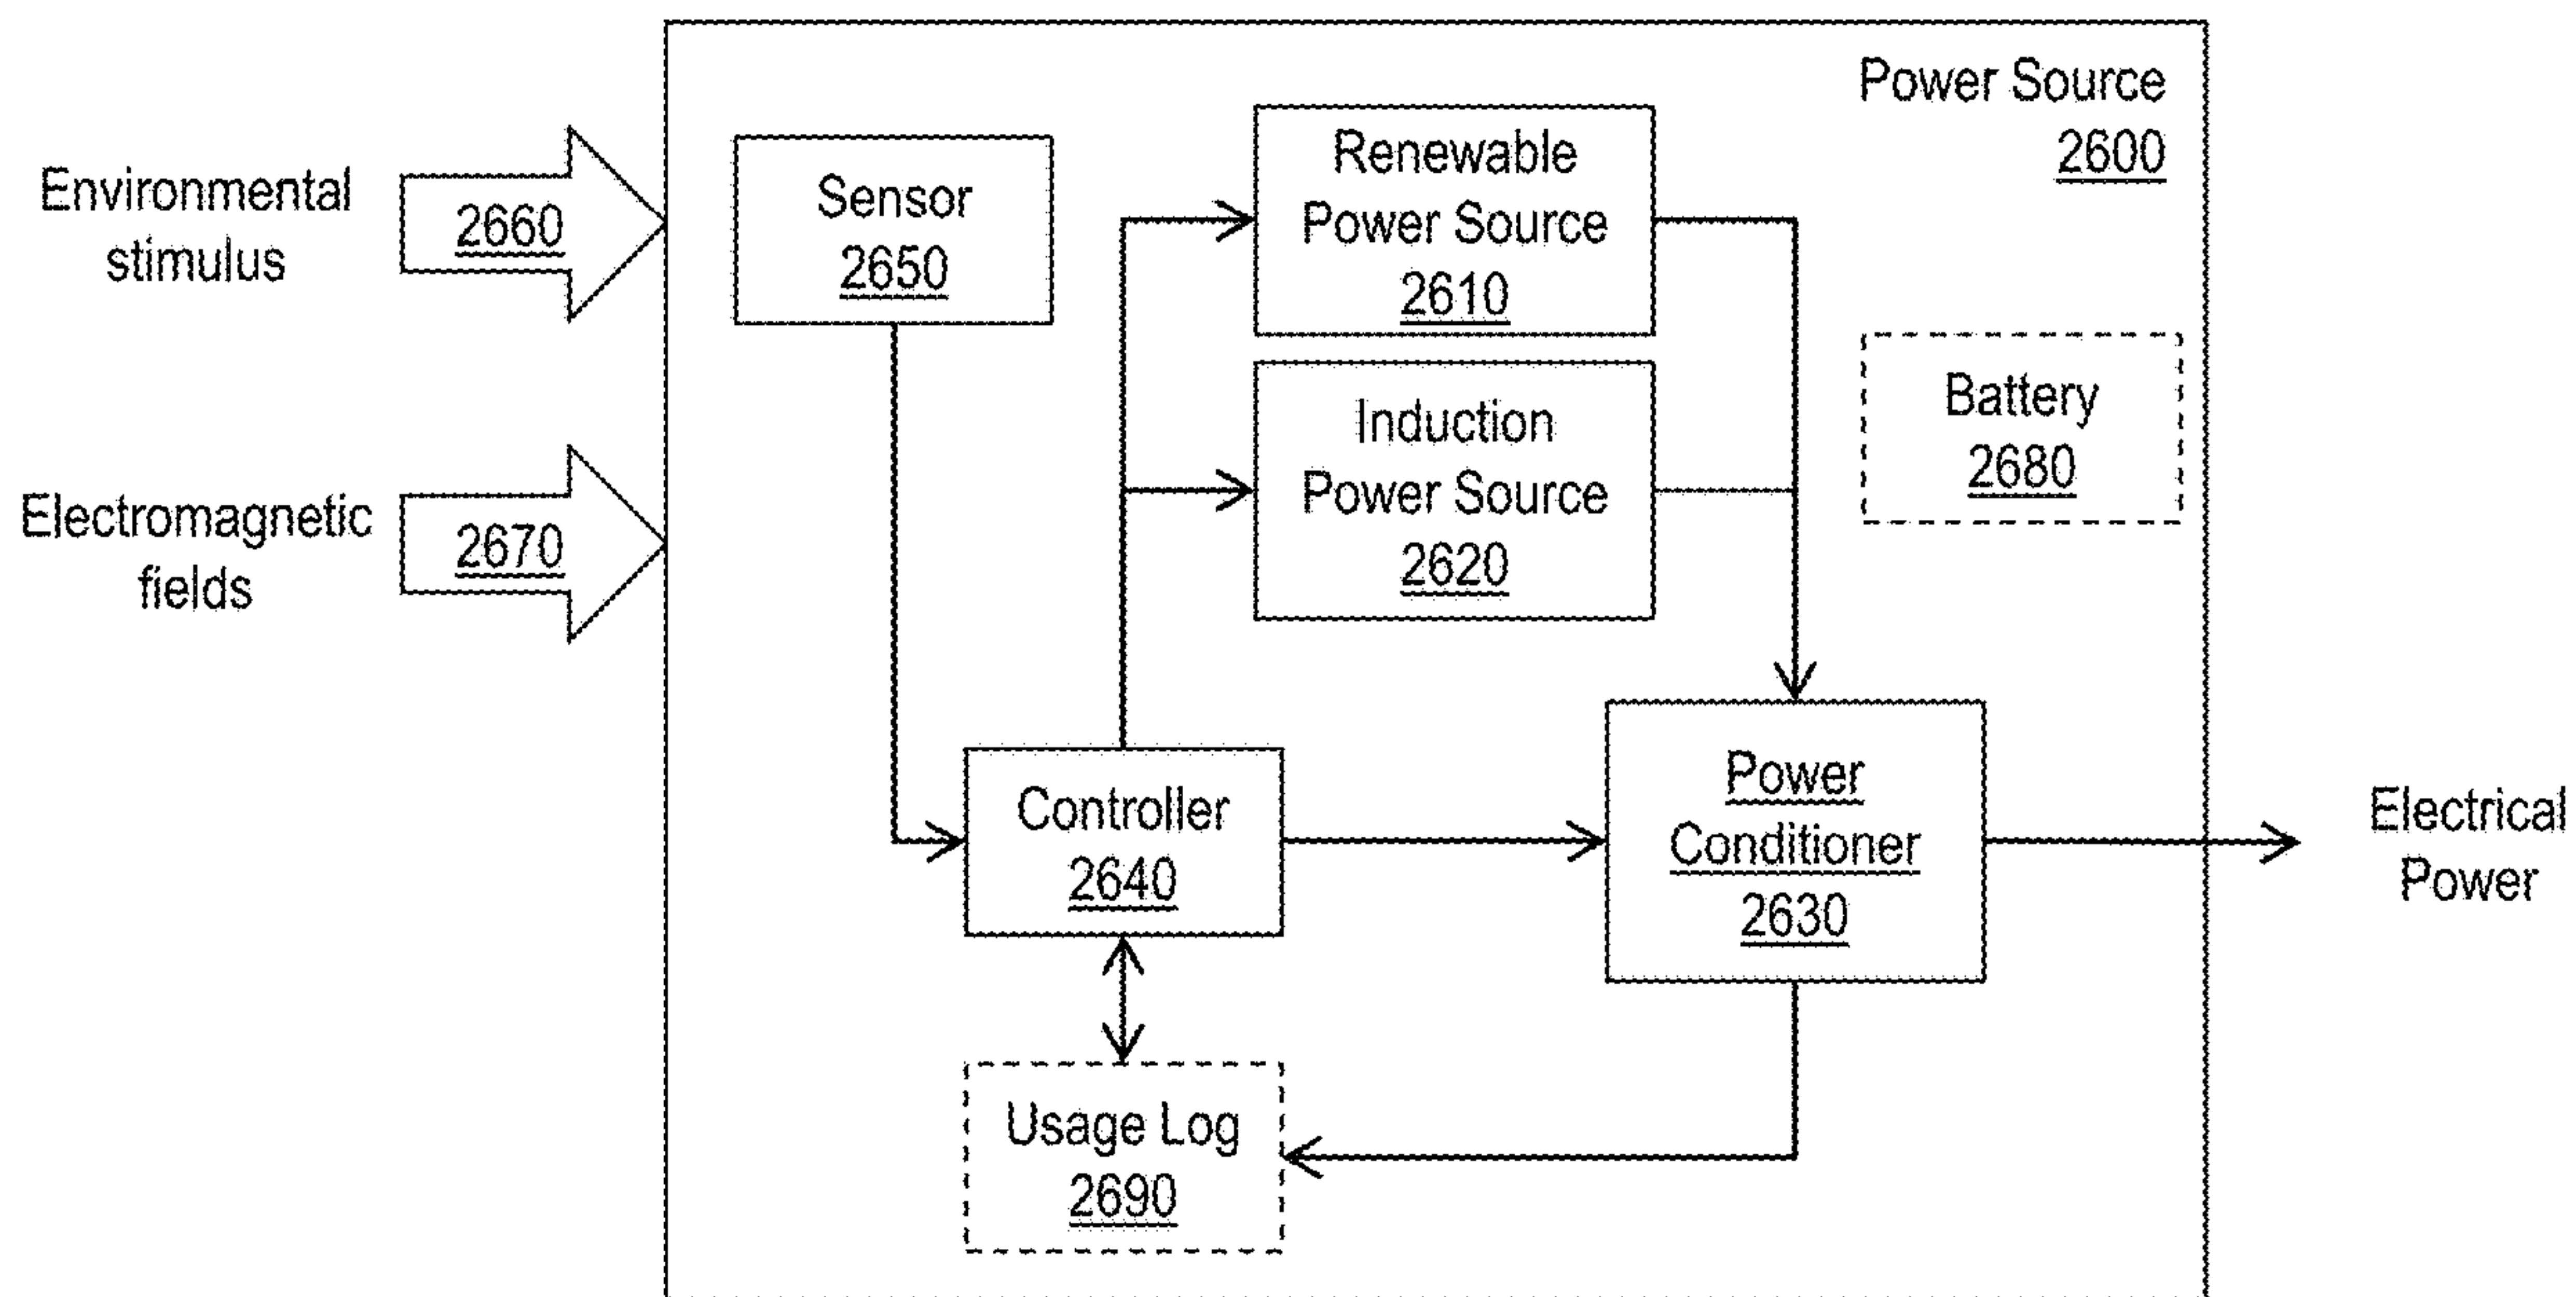 Power Source
2600
Environmental
stimulus
2660
Electromagnetic
fields
2670
Sensor
2650
Renewable
Power Source
2610
Induction
Power Source
2620
Battery
2680
Controller
2640
Power
Conditioner
2630
Electrical
Power
Usage Log
2690